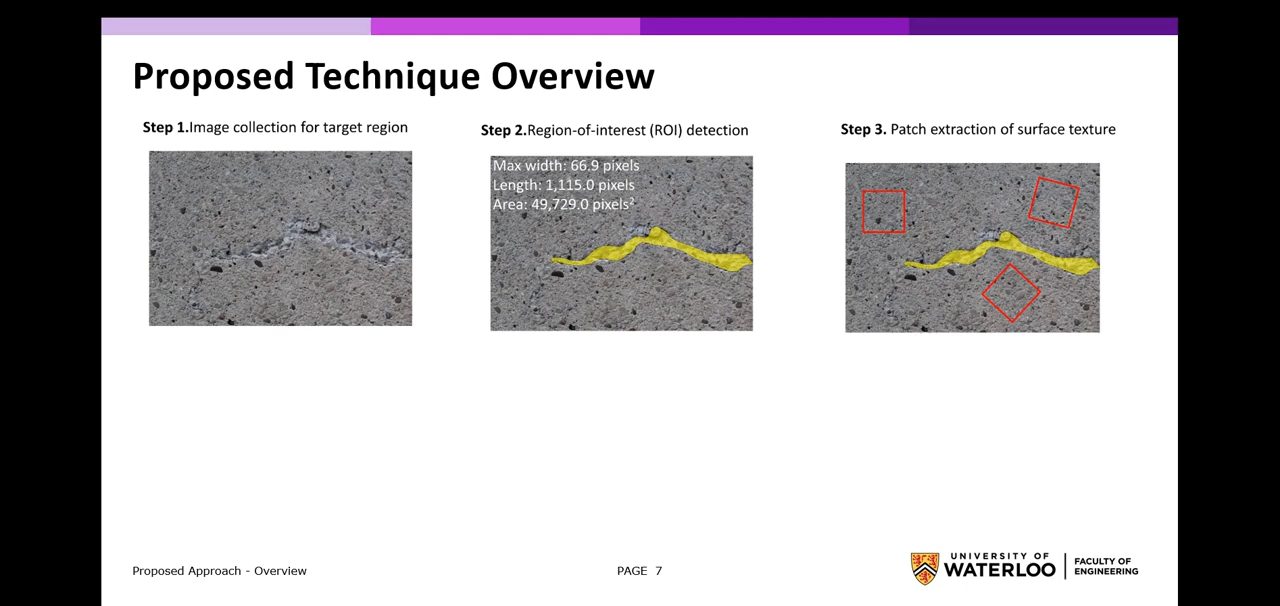 Proposed Technique Overview
Step 1.Image collection for target region
Step 2.Region-of-interest (ROI) detection
Step 3. Patch extraction of surface texture
Max width: 66.9 pixels
Length: 1,115.0 pixels
Area: 49,729.0 pixels²
Proposed Approach - Overview
PAGE 7
UNIVERSITY OF
WATERLOO
FACULTY OF
ENGINEERING